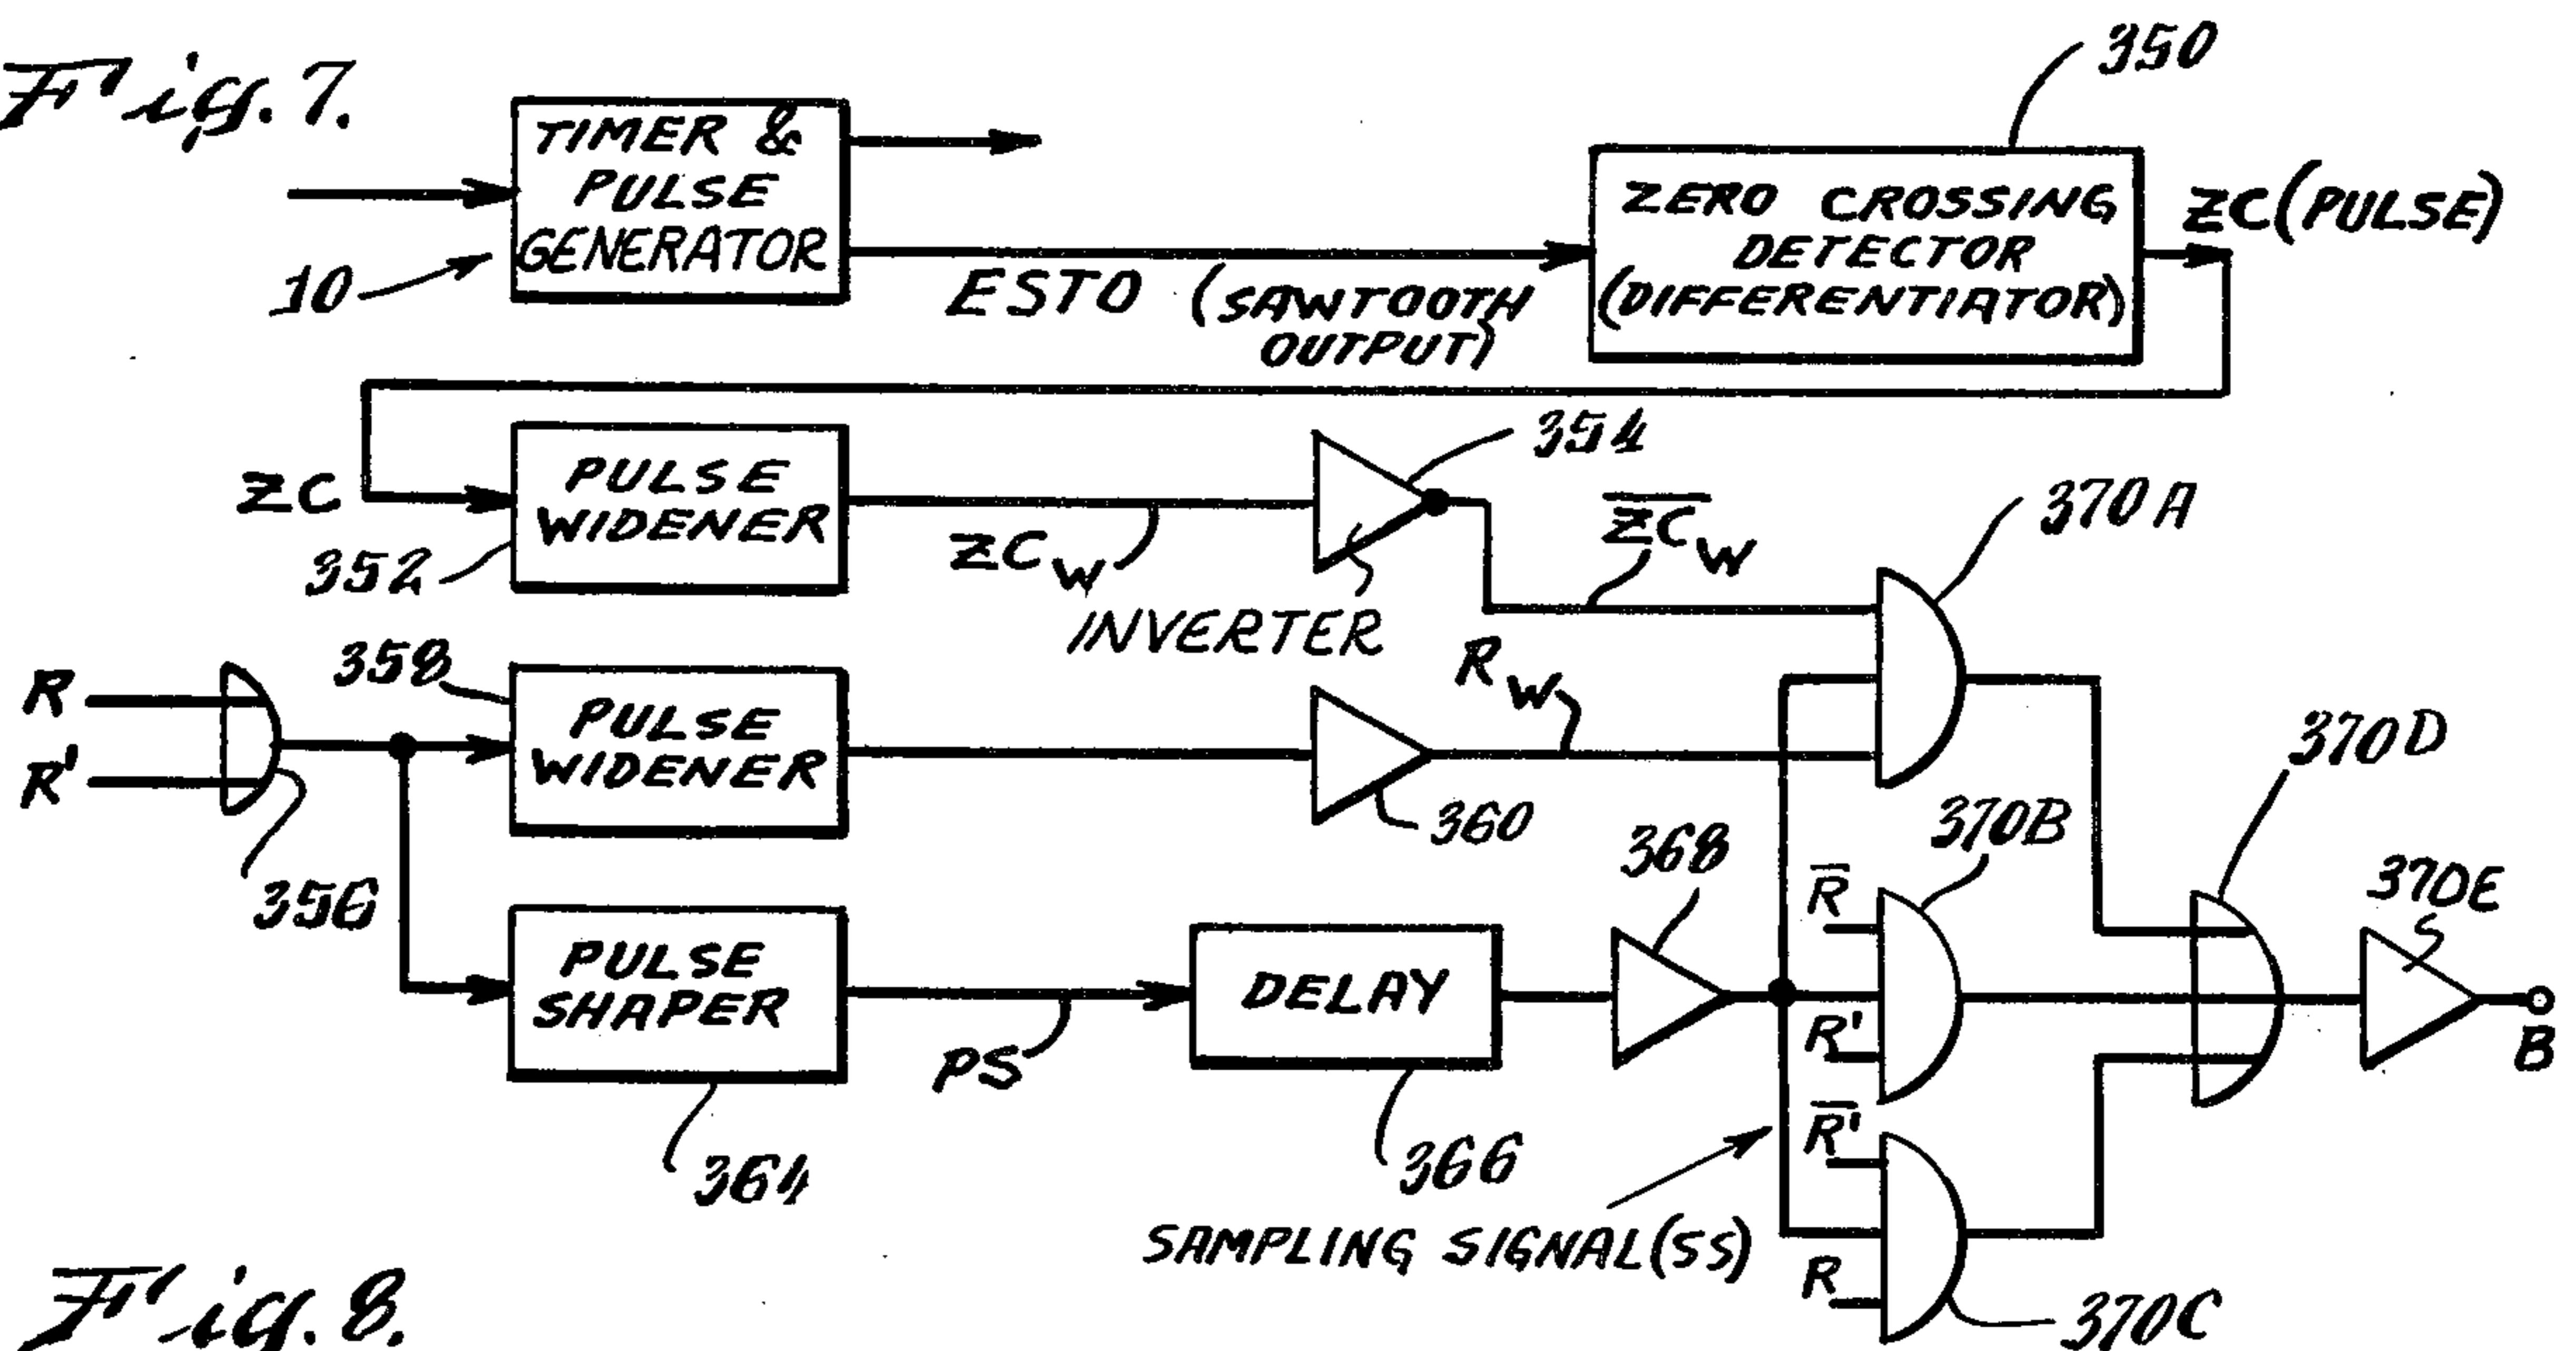 Fig. 7.
350
TIMER &
PULSE
GENERATOR
10
ESTO (SAWTOOTH
OUTPUT)
ZERO CROSSING
DETECTOR
(DIFFERENTIATOR)
ZC (PULSE)
ZC
PULSE
WIDENER
352
ZCW
354
INVERTER
Z̅C̅W
370A
R
R'
356
358
PULSE
WIDENER
RW
360
PULSE
SHAPER
364
PS
DELAY
366
368
SAMPLING SIGNAL (SS)
R̅
R'
370B
R̅'
R
370C
370D
370E
B
Fig. 8.